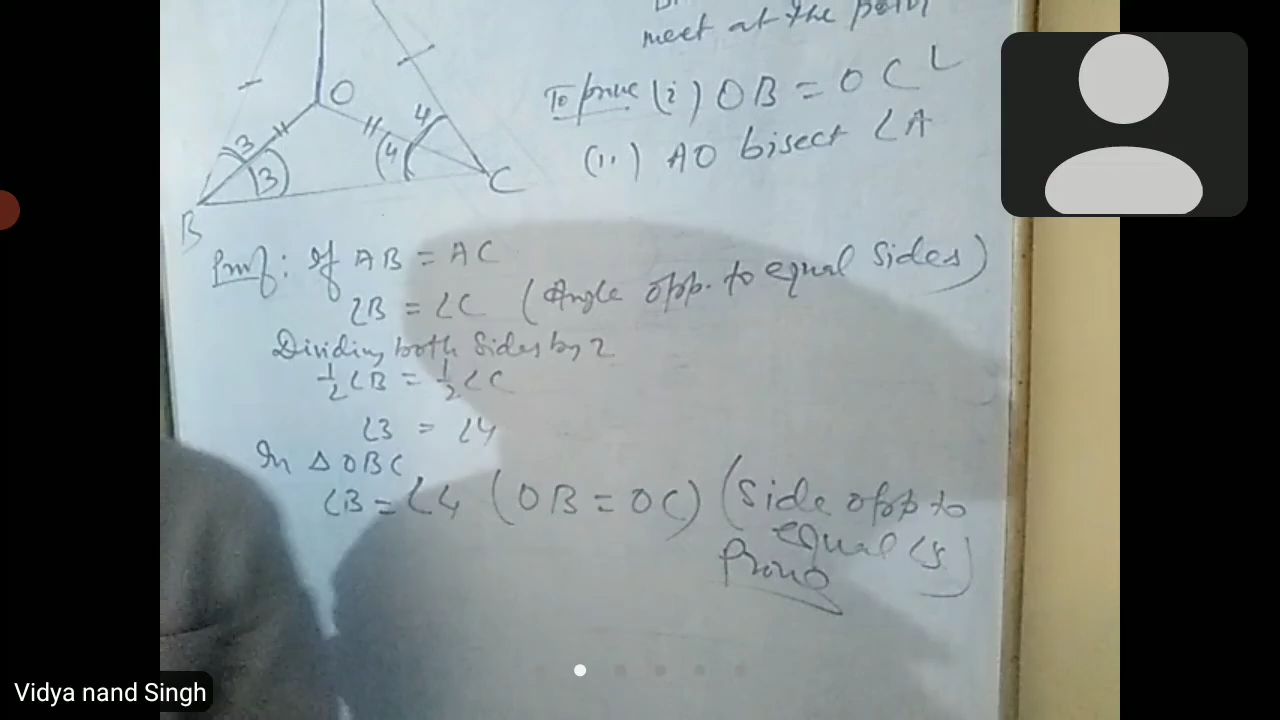 meet at the
To prove (i) OB = OC
(ii) AO bisect ∠A
O
3
4
4
3
C
B
Proof: If AB = AC
∠B = ∠C (Angle opp. to equal sides)
Dividing both sides by 2
1/2 ∠B = 1/2 ∠C
∠3 = ∠4
In △OBC
∠B = ∠4 (OB = OC) (Side opp to
equal ∠s)
Proved
Vidya nand Singh